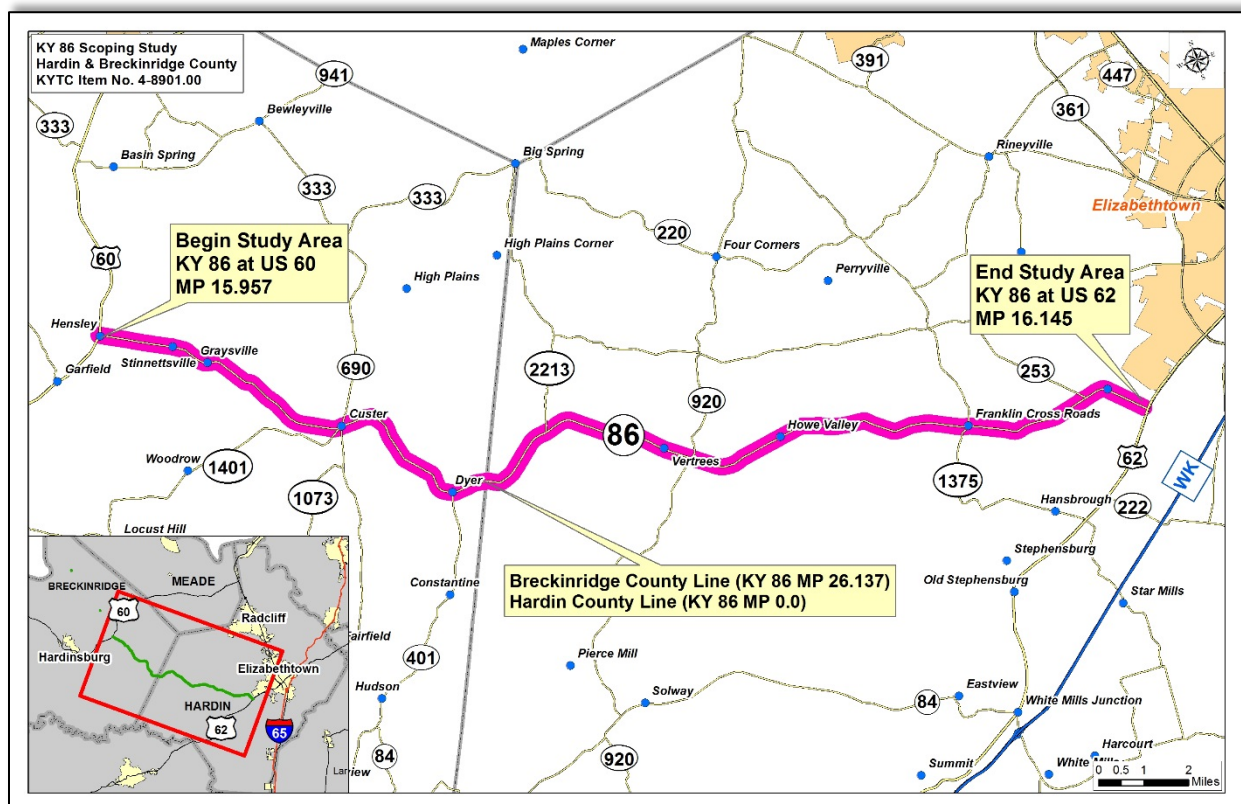 KY 86 Scoping Study
Hardin & Breckinridge County
KYTC Item No. 4-8901.00
Maples Corner
391
447
941
333
Bewleyville
361
Basin Spring
Big Spring
Rineyville
333
333
Elizabethtown
220
High Plains Corner
Four Corners
60
Begin Study Area
KY 86 at US 60
MP 15.957
High Plains
Perryville
End Study Area
KY 86 at US 62
MP 16.145
Hensley
Graysville
Stinnettsville
Garfield
690
2213
253
920
Custer
86
Howe Valley
Franklin Cross Roads
Vertrees
62
WK
Woodrow
1401
Dyer
1073
1375
Hansbrough
222
Locust Hill
Stephensburg
Constantine
Breckinridge County Line (KY 86 MP 26.137)
Hardin County Line (KY 86 MP 0.0)
Old Stephensburg
Star Mills
BRECKINRIDGE
MEADE
60
Radcliff
Hardinsburg
Elizabethtown
HARDIN
62
65
401
Pierce Mill
Hudson
Solway
Eastview
84
White Mills Junction
84
920
Harcourt
Summit
White Mills
0 0.5 1 2
Miles